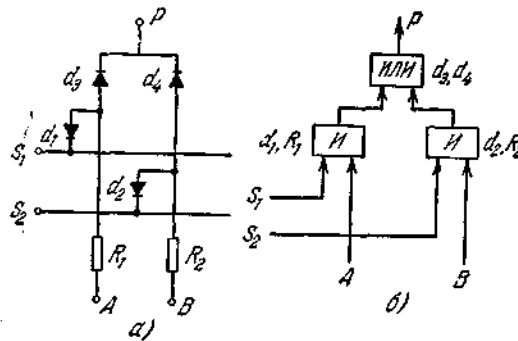 P
d₃
d₄
d₁
S₁
d₂
S₂
R₁
R₂
A
B
а)
P
ИЛИ
d₃, d₄
d₁, R₁
И
И
d₂, R₂
S₁
S₂
A
B
б)